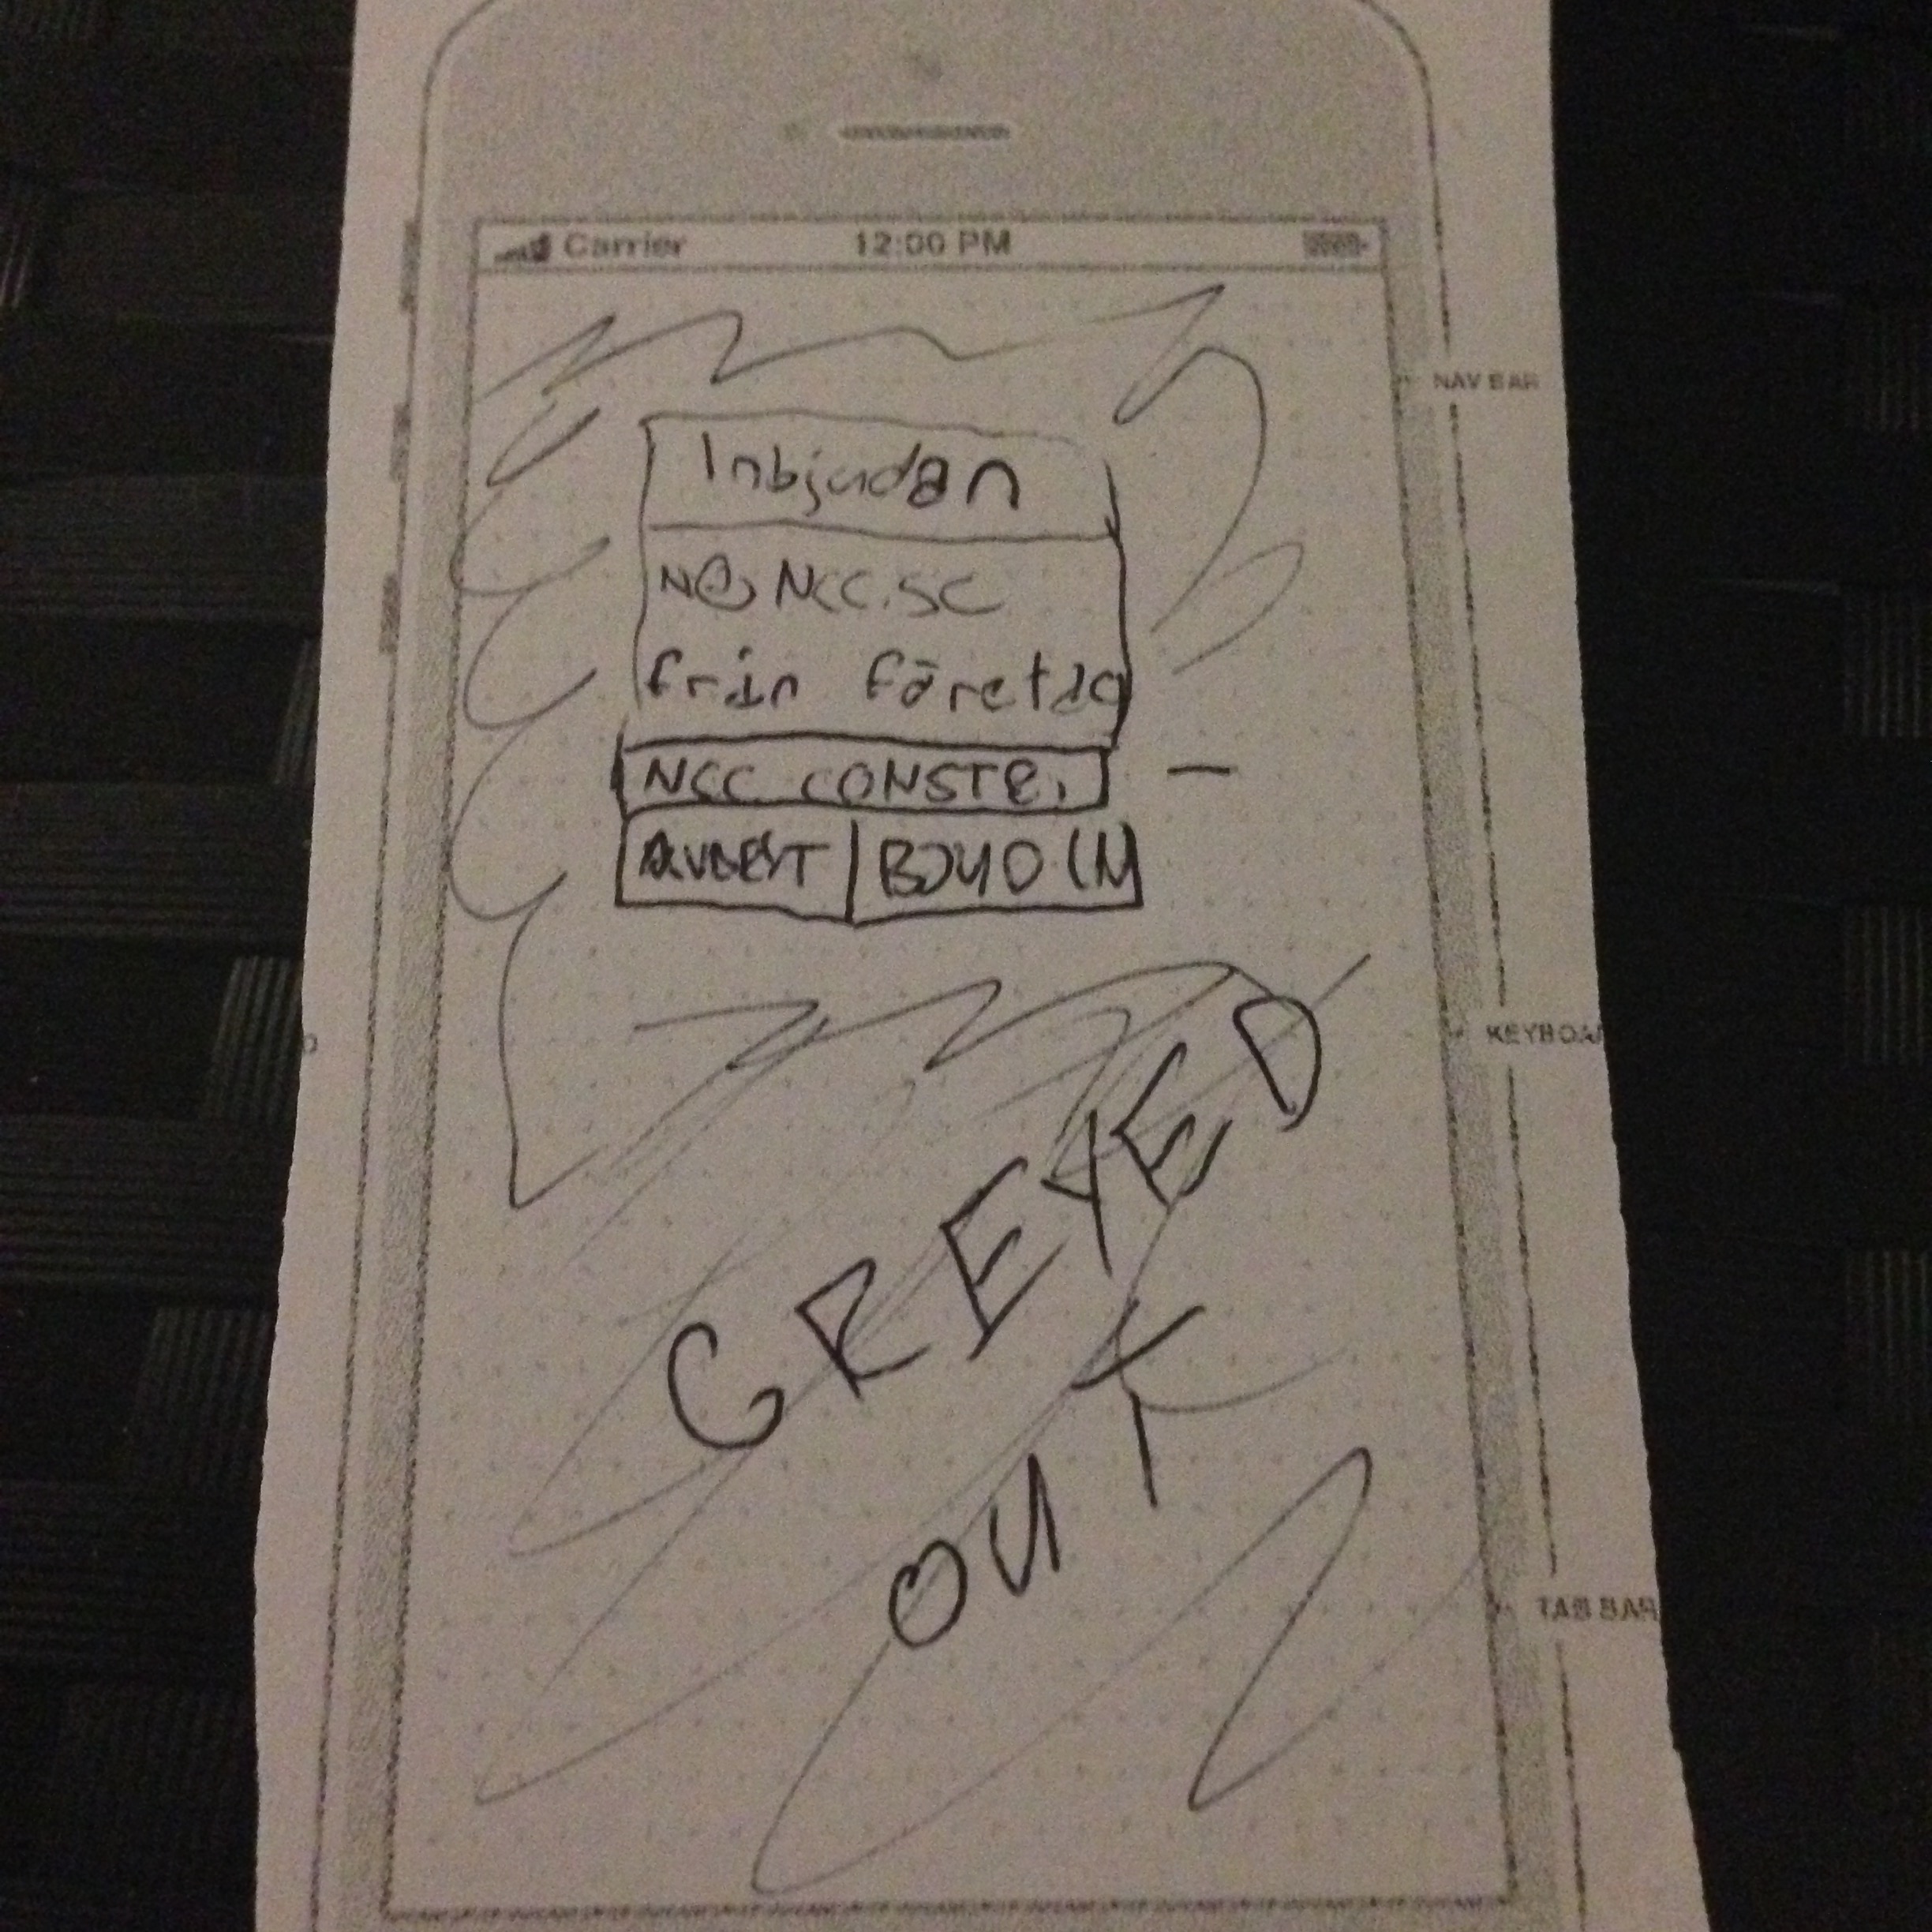 Carrier 12:00 PM
NAV BAR
Inbjudan
N@NCC.SC
från företag
NCC CONSTR.
AVBRYT BJUD IN
KEYBOA
GREYED
OUT
TAB BAR